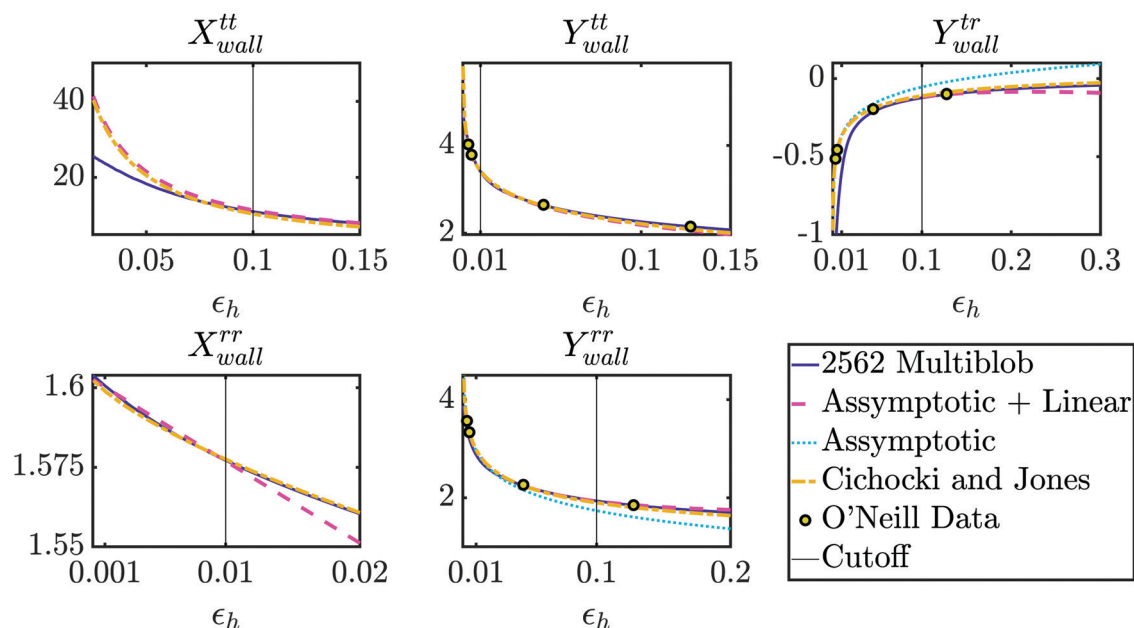 X^{tt}_{wall}
40
20
0.05 0.1 0.15
ϵ_h
Y^{tt}_{wall}
4
2
0.01 0.1 0.15
ϵ_h
Y^{tr}_{wall}
0
-0.5
-1
0.01 0.1 0.2 0.3
ϵ_h
X^{rr}_{wall}
1.6
1.575
1.55
0.001 0.01 0.02
ϵ_h
Y^{rr}_{wall}
4
2
0.01 0.1 0.2
ϵ_h
2562 Multiblob
Assymptotic + Linear
Assymptotic
Cichocki and Jones
O'Neill Data
Cutoff